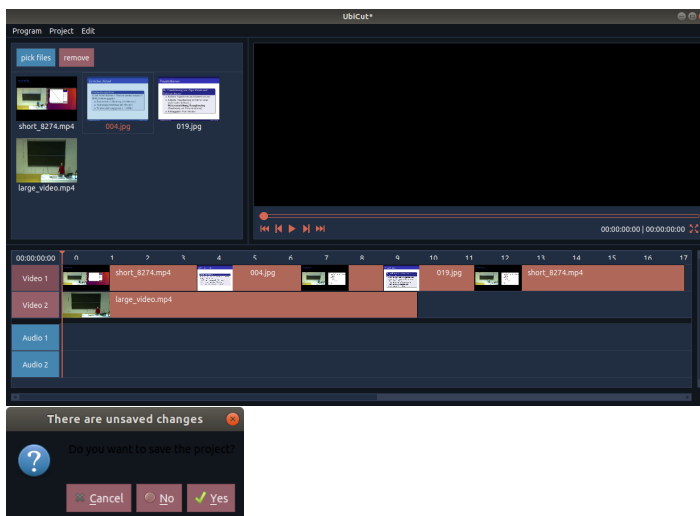 UbiCut*
Program Project Edit
pick files remove
short_8274.mp4 004.jpg 019.jpg
large_video.mp4
00:00:00:00 | 00:00:00:00
00:00:00:00 0 1 2 3 4 5 6 7 8 9 10 11 12 13 14 15 16 17
Video 1 short_8274.mp4 004.jpg 019.jpg short_8274.mp4
Video 2 large_video.mp4
Audio 1
Audio 2
There are unsaved changes
Do you want to save the project?
Cancel No Yes